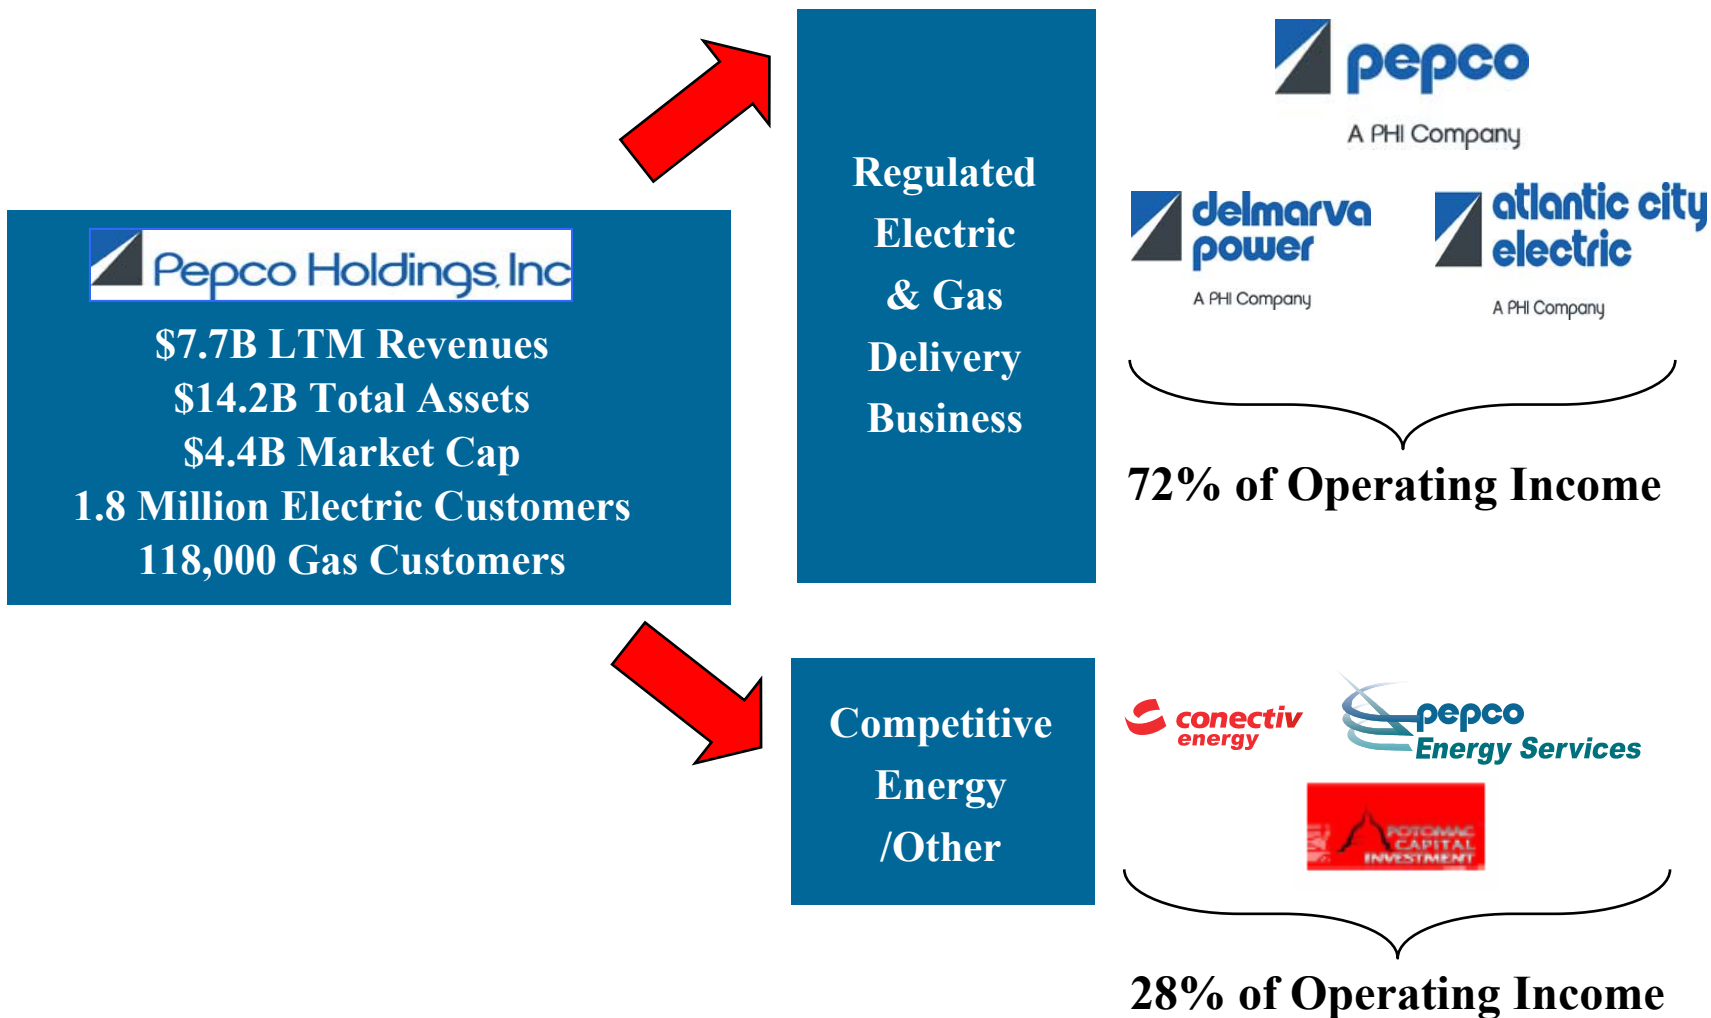 Pepco Holdings, Inc
$7.7B LTM Revenues
$14.2B Total Assets
$4.4B Market Cap
1.8 Million Electric Customers
118,000 Gas Customers
Regulated
Electric
& Gas
Delivery
Business
pepco
A PHI Company
delmarva
power
A PHI Company
atlantic city
electric
A PHI Company
72% of Operating Income
Competitive
Energy
/Other
conectiv
energy
pepco
Energy Services
POTOMAC
CAPITAL
INVESTMENT
28% of Operating Income